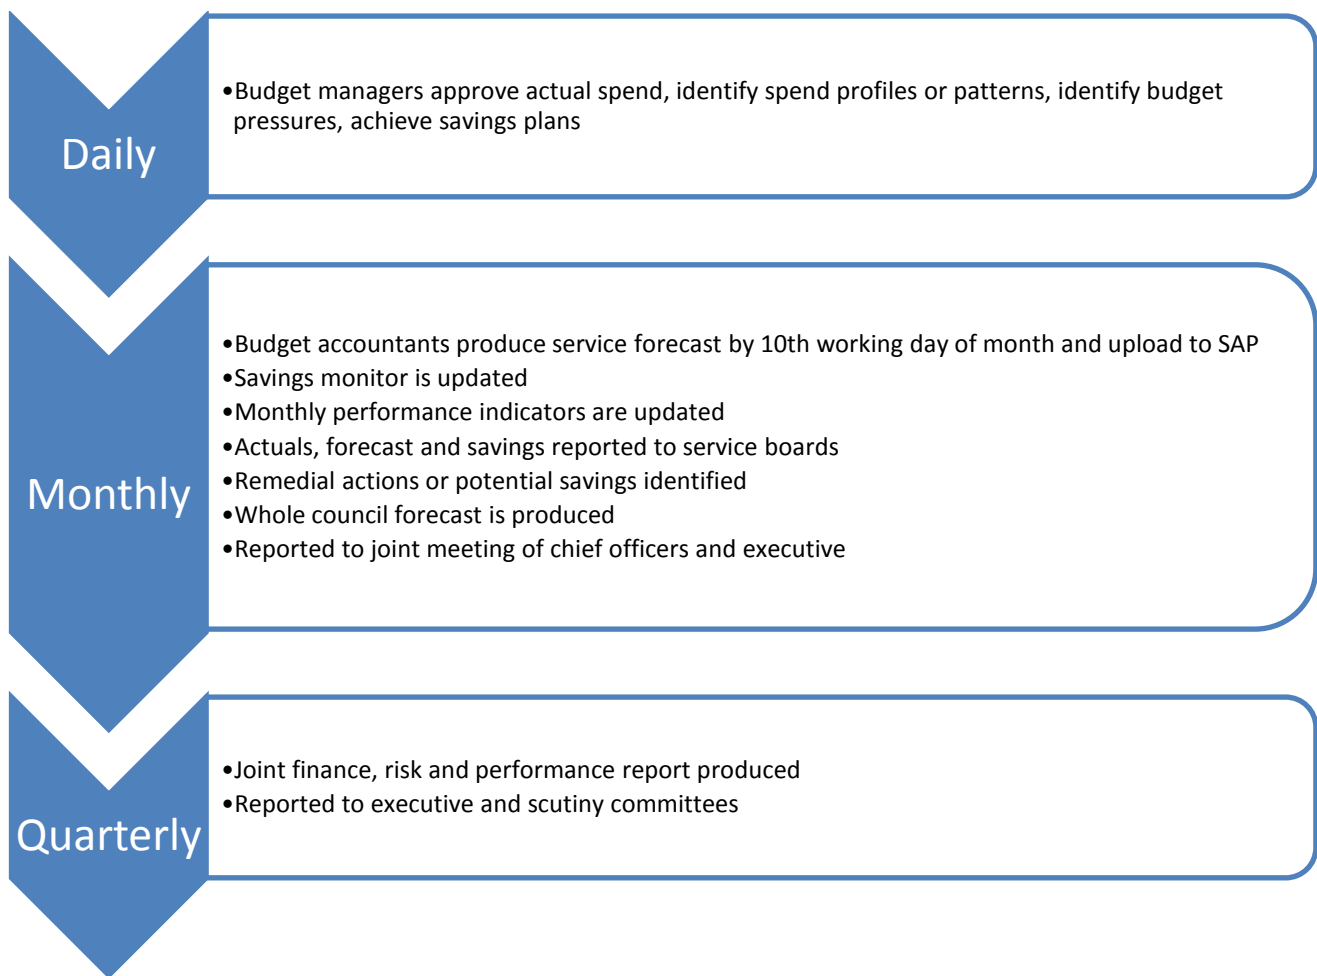 Daily
•Budget managers approve actual spend, identify spend profiles or patterns, identify budget
pressures, achieve savings plans
Monthly
•Budget accountants produce service forecast by 10th working day of month and upload to SAP
•Savings monitor is updated
•Monthly performance indicators are updated
•Actuals, forecast and savings reported to service boards
•Remedial actions or potential savings identified
•Whole council forecast is produced
•Reported to joint meeting of chief officers and executive
Quarterly
•Joint finance, risk and performance report produced
•Reported to executive and scutiny committees